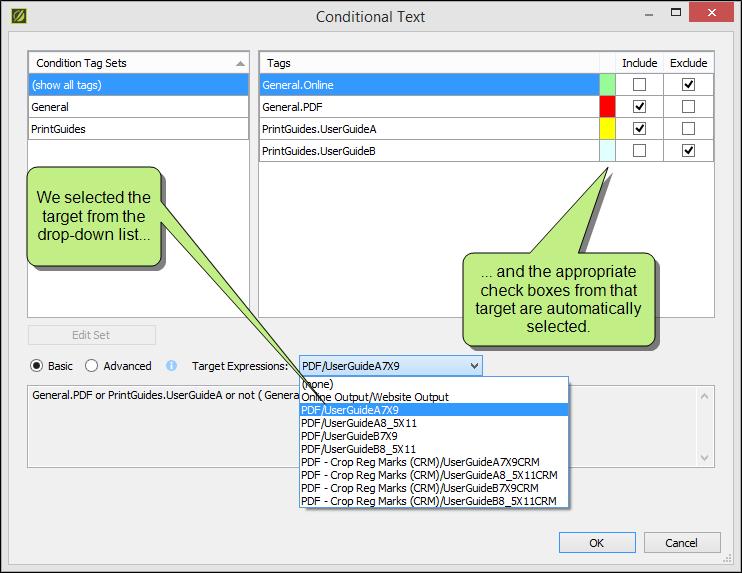 Conditional Text
Condition Tag Sets
(show all tags)
General
PrintGuides
Tags Include Exclude
General.Online
General.PDF
PrintGuides.UserGuideA
PrintGuides.UserGuideB
We selected the
target from the
drop-down list...
... and the appropriate
check boxes from that
target are automatically
selected.
Edit Set
Basic Advanced Target Expressions: PDF/UserGuideA7X9
General.PDF or PrintGuides.UserGuideA or not ( Genera
(none)
Online Output/Website Output
PDF/UserGuideA7X9
PDF/UserGuideA8_5X11
PDF/UserGuideB7X9
PDF/UserGuideB8_5X11
PDF - Crop Reg Marks (CRM)/UserGuideA7X9CRM
PDF - Crop Reg Marks (CRM)/UserGuideA8_5X11CRM
PDF - Crop Reg Marks (CRM)/UserGuideB7X9CRM
PDF - Crop Reg Marks (CRM)/UserGuideB8_5X11CRM
OK Cancel